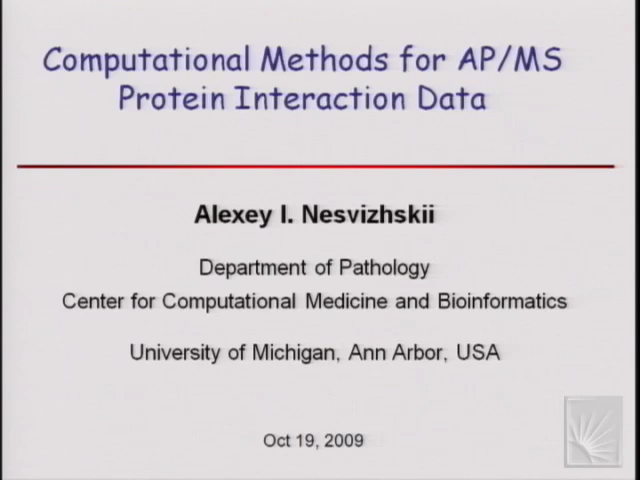 Computational Methods for AP/MS
Protein Interaction Data
Alexey I. Nesvizhskii
Department of Pathology
Center for Computational Medicine and Bioinformatics
University of Michigan, Ann Arbor, USA
Oct 19, 2009